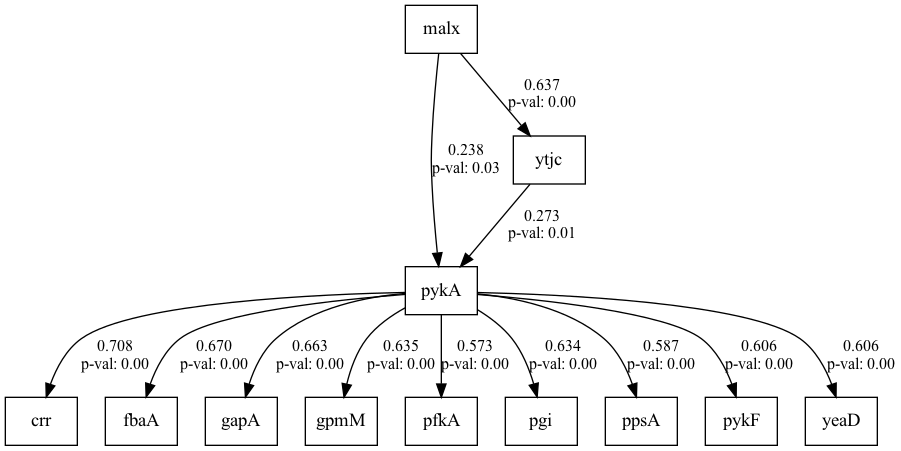 malx
0.637
p-val: 0.00
0.238
p-val: 0.03
ytjc
0.273
p-val: 0.01
pykA
0.708
p-val: 0.00
0.670
p-val: 0.00
0.663
p-val: 0.00
0.635
p-val: 0.00
0.573
p-val: 0.00
0.634
p-val: 0.00
0.587
p-val: 0.00
0.606
p-val: 0.00
0.606
p-val: 0.00
crr
fbaA
gapA
gpmM
pfkA
pgi
ppsA
pykF
yeaD